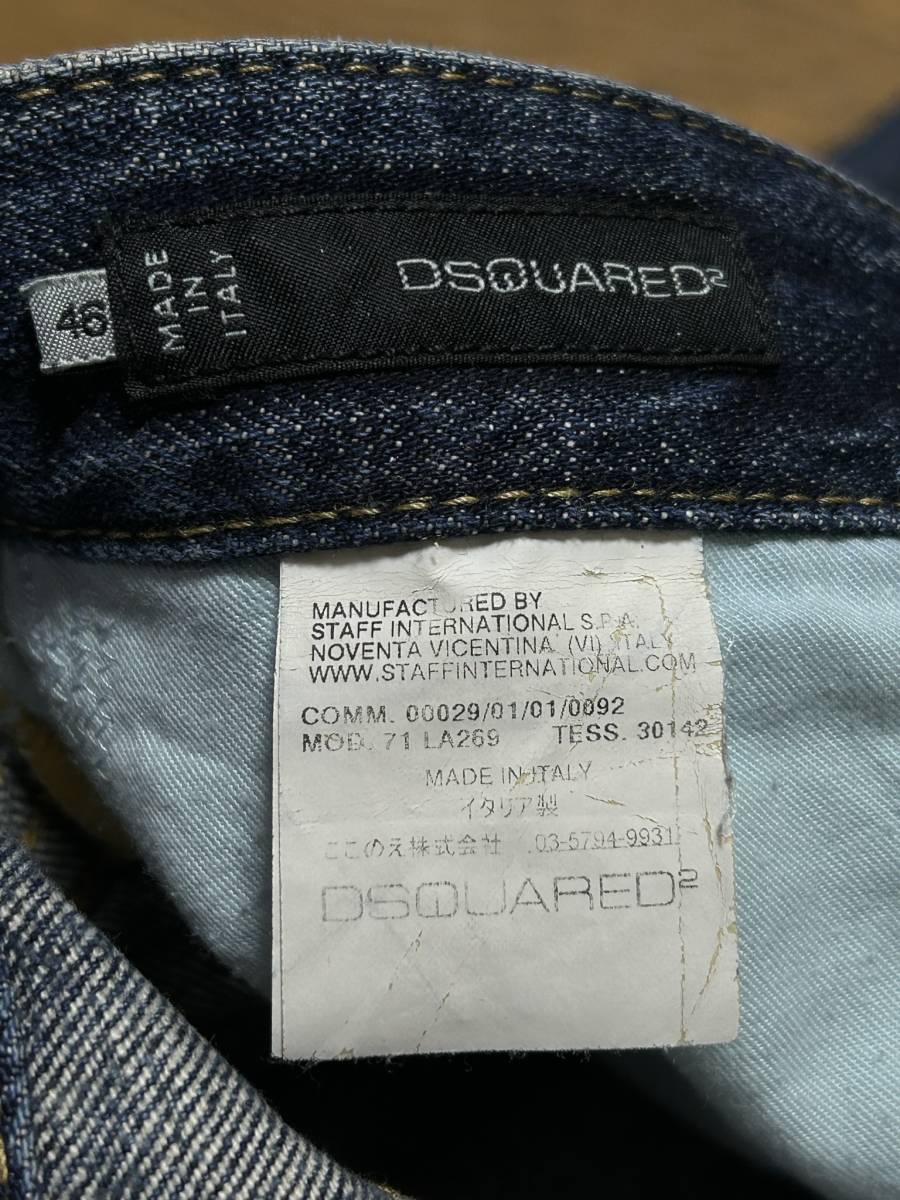 46
MADE
IN
ITALY
DSQUARED2
MANUFACTURED BY
STAFF INTERNATIONAL S.P.A.
NOVENTA VICENTINA (VI) ITALY
WWW.STAFFINTERNATIONAL.COM
COMM. 00029/01/01/0092
MOD. 71 LA269 TESS. 30142
MADE IN ITALY
イタリア製
ここのえ株式会社 03-5794-9931
DSQUARED2